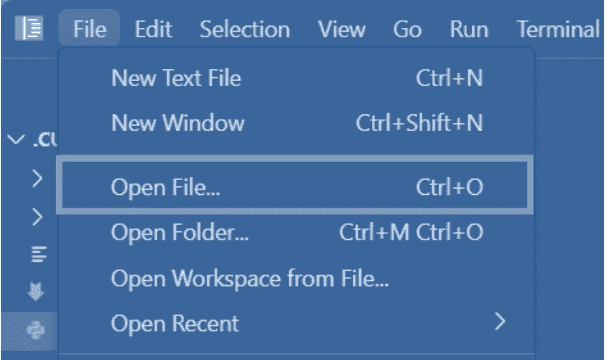 File Edit Selection View Go Run Terminal
New Text File Ctrl+N
New Window Ctrl+Shift+N
Open File... Ctrl+O
Open Folder... Ctrl+M Ctrl+O
Open Workspace from File...
Open Recent